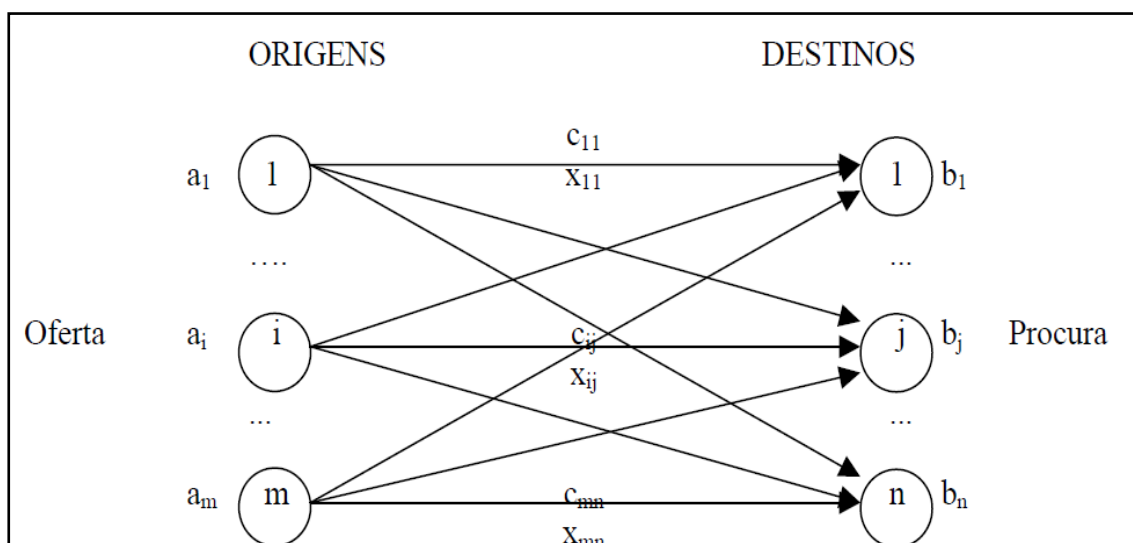 ORIGENS DESTINOS
c11
a1 1 x11 1 b1
.... ...
Oferta ai i cij j bj Procura
xij
... ...
am m cmn n bn
xmn